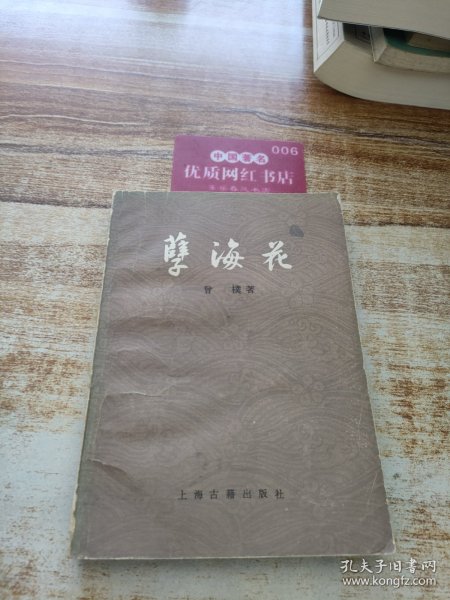 006
中国著名
优质网红书店
孽海花
曾 樸著
上海古籍出版社
孔夫子旧书网
www.kongfz.com